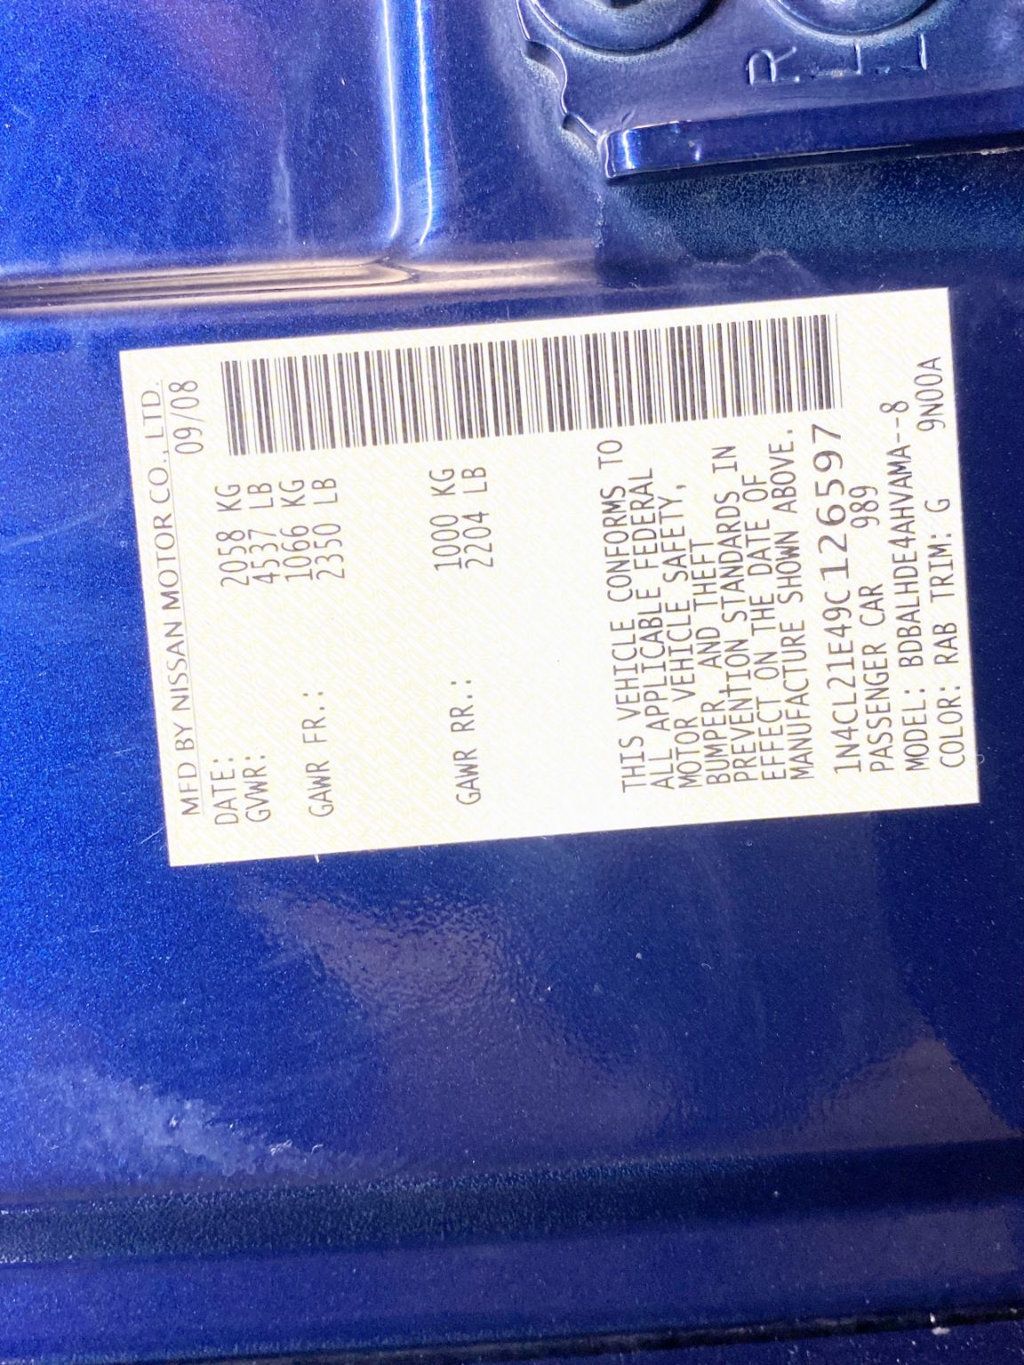 MFD BY NISSAN MOTOR CO., LTD.
DATE: 09/08
GVWR: 2058 KG
4537 LB
GAWR FR.: 1066 KG
2350 LB
GAWR RR.: 1000 KG
2204 LB
THIS VEHICLE CONFORMS TO
ALL APPLICABLE FEDERAL
MOTOR VEHICLE SAFETY,
BUMPER, AND THEFT
PREVENTION STANDARDS IN
EFFECT ON THE DATE OF
MANUFACTURE SHOWN ABOVE.
1N4CL21E49C126597
PASSENGER CAR 989
MODEL: BDBALHDE4AHVAMA--8
COLOR: RAB TRIM: G 9N00A